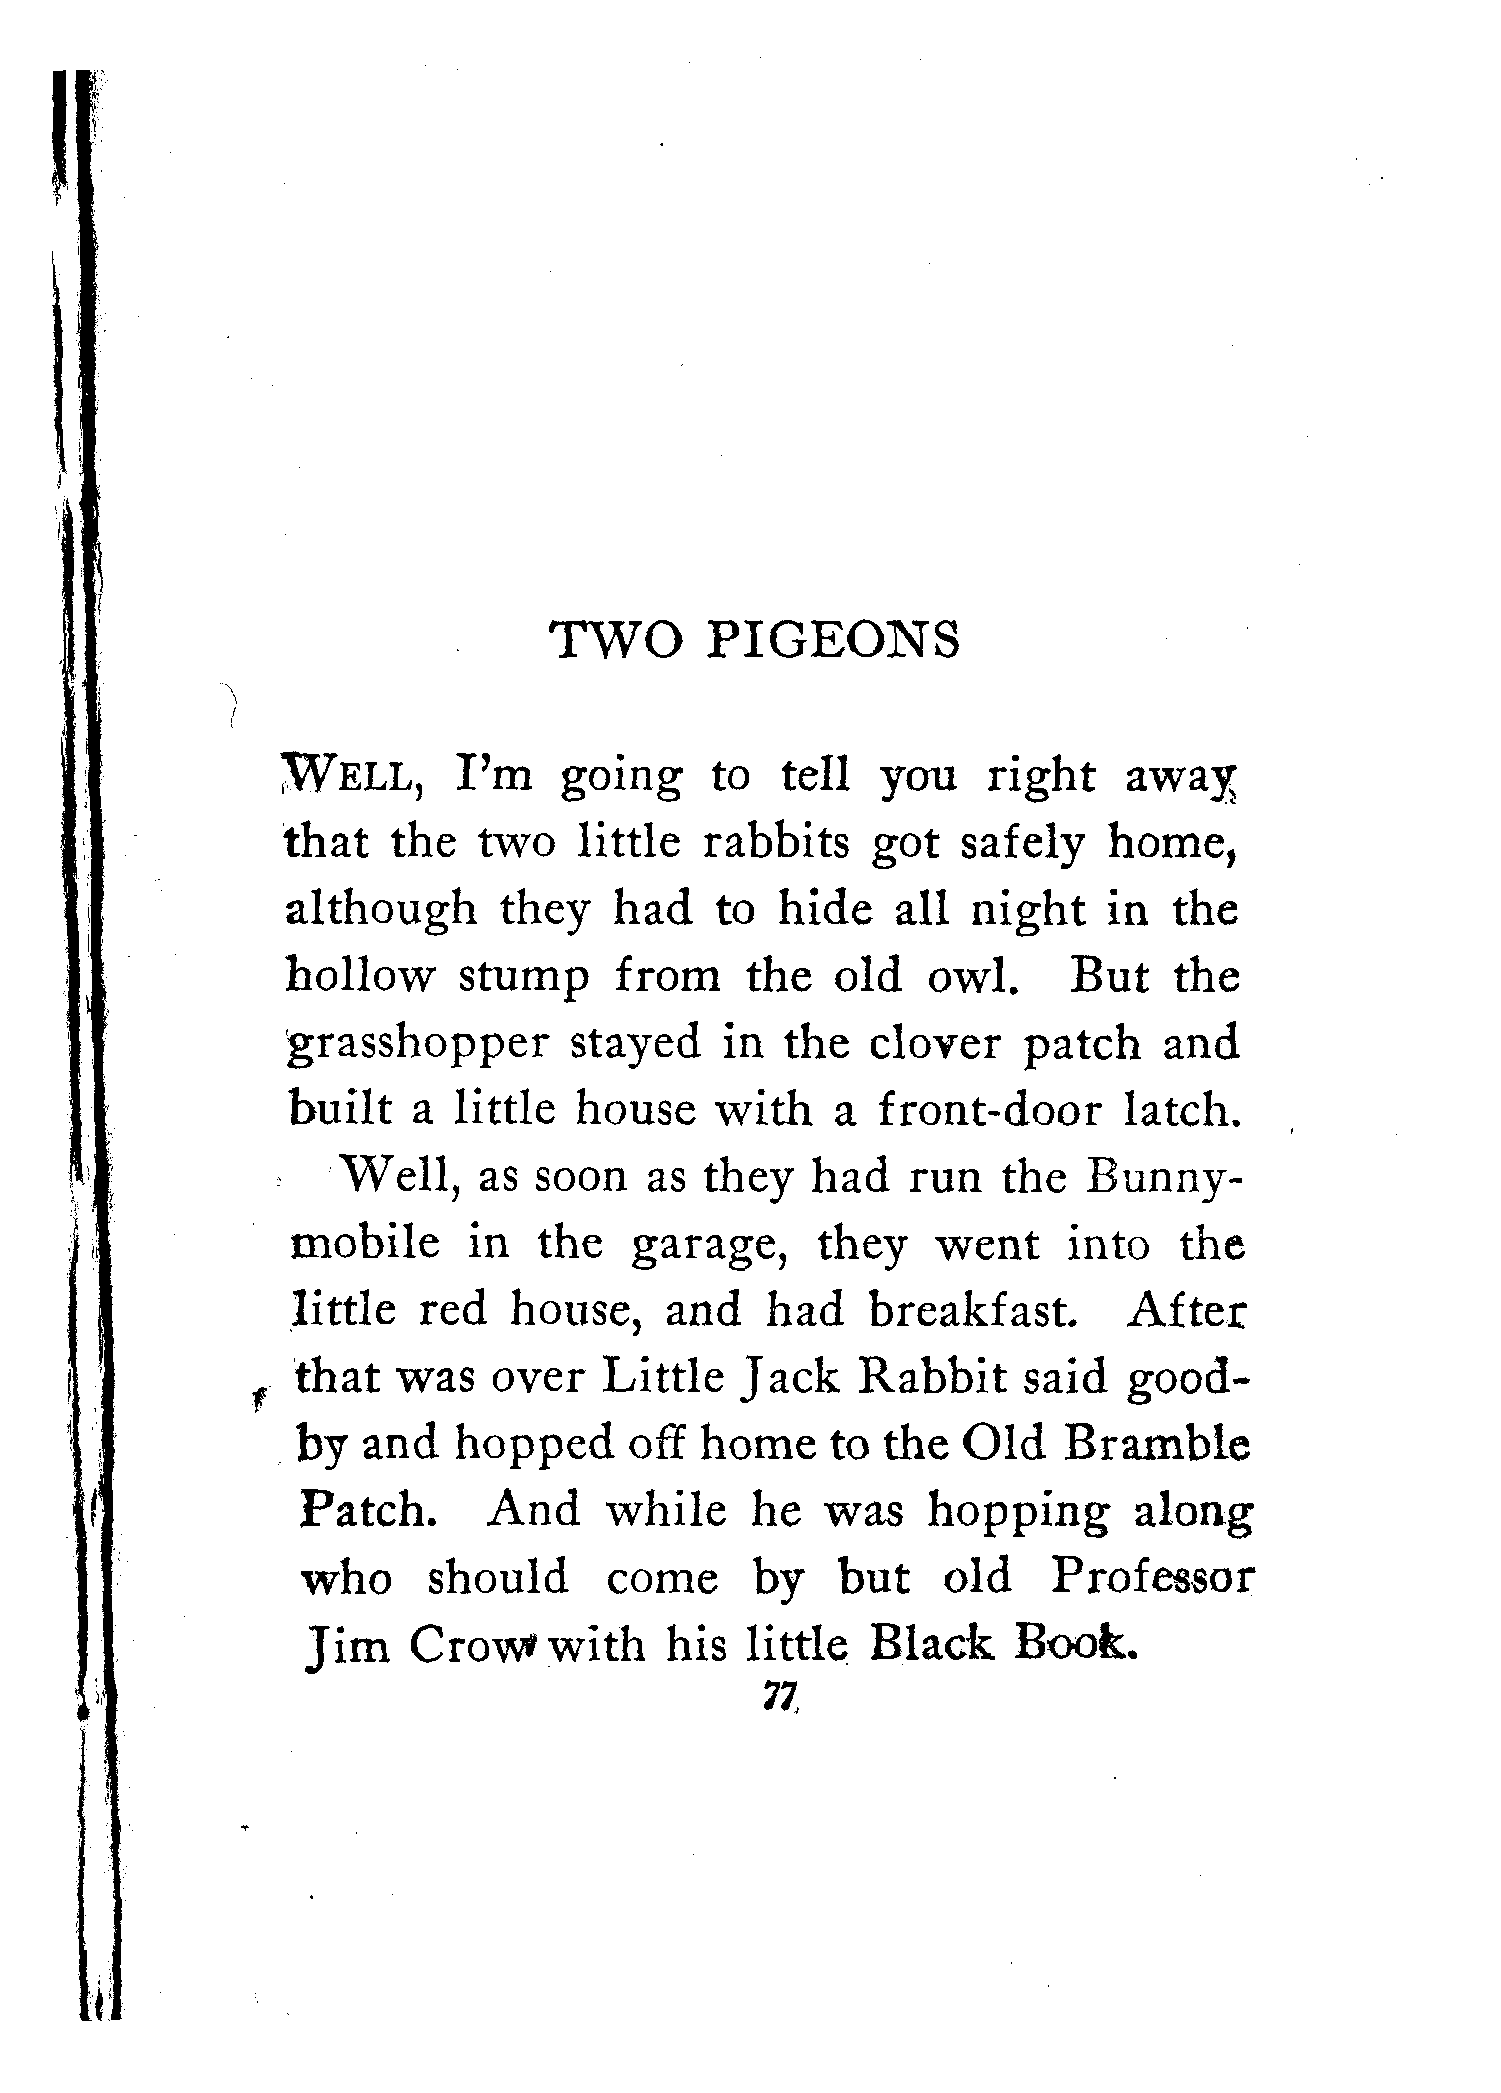 TWO PIGEONS
WELL, I'm going to tell you right away
that the two little rabbits got safely home,
although they had to hide all night in the
hollow stump from the old owl. But the
grasshopper stayed in the clover patch and
built a little house with a front-door latch.
Well, as soon as they had run the Bunny-
mobile in the garage, they went into the
little red house, and had breakfast. After
that was over Little Jack Rabbit said good-
by and hopped off home to the Old Bramble
Patch. And while he was hopping along
who should come by but old Professor
Jim Crow with his little Black Book.
77